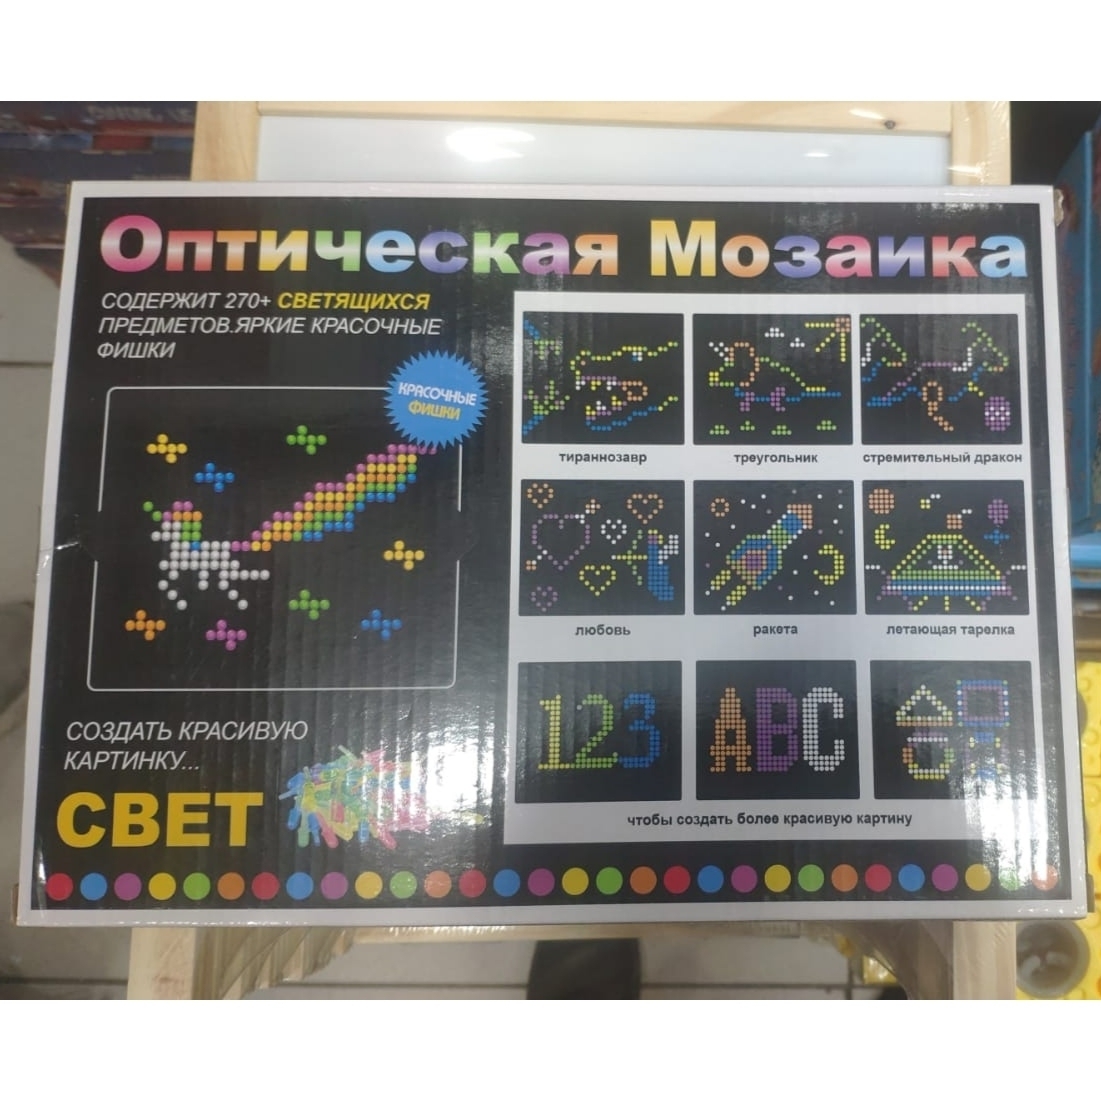 Оптическая Мозаика
СОДЕРЖИТ 270+ СВЕТЯЩИХСЯ
ПРЕДМЕТОВ.ЯРКИЕ КРАСОЧНЫЕ
ФИШКИ
КРАСОЧНЫЕ
ФИШКИ
СОЗДАТЬ КРАСИВУЮ
КАРТИНКУ...
СВЕТ
тираннозавр
треугольник
стремительный дракон
любовь
ракета
летающая тарелка
123
ABC
чтобы создать более красивую картину